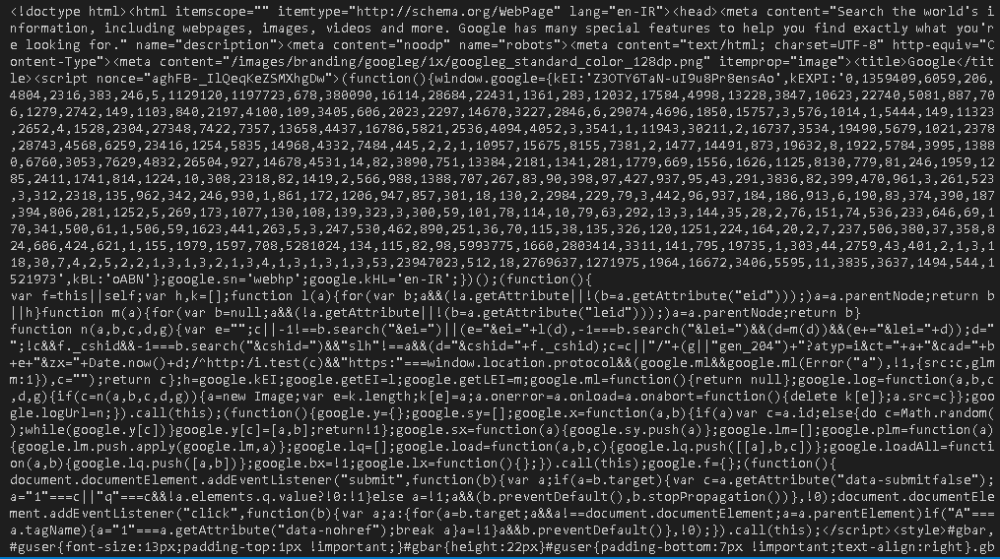 <!doctype html><html itemscope="" itemtype="http://schema.org/WebPage" lang="en-IR"><head><meta content="Search the world's i
nformation, including webpages, images, videos and more. Google has many special features to help you find exactly what you'r
e looking for." name="description"><meta content="noodp" name="robots"><meta content="text/html; charset=UTF-8" http-equiv="C
ontent-Type"><meta content="/images/branding/googleg/1x/googleg_standard_color_128dp.png" itemprop="image"><title>Google</tit
le><script nonce="aghFB-_IlQeqKeZSMXhgDw">(function(){window.google={kEI:'Z3OTY6TaN-uI9u8Pr8ensAo',kEXPI:'0,1359409,6059,206,
4804,2316,383,246,5,1129120,1197723,678,380090,16114,28684,22431,1361,283,12032,17584,4998,13228,3847,10623,22740,5081,887,70
6,1279,2742,149,1103,840,2197,4100,109,3405,606,2023,2297,14670,3227,2846,6,29074,4696,1850,15757,3,576,1014,1,5444,149,11323
,2652,4,1528,2304,27348,7422,7357,13658,4437,16786,5821,2536,4094,4052,3,3541,1,11943,30211,2,16737,3534,19490,5679,1021,2378
,28743,4568,6259,23416,1254,5835,14968,4332,7484,445,2,2,1,10957,15675,8155,7381,2,1477,14491,873,19632,8,1922,5784,3995,1388
0,6760,3053,7629,4832,26504,927,14678,4531,14,82,3890,751,13384,2181,1341,281,1779,669,1556,1626,1125,8130,779,81,246,1959,12
85,2411,1741,814,1224,10,308,2318,82,1419,2,566,988,1388,707,267,83,90,398,97,427,937,95,43,291,3836,82,399,470,961,3,261,523
,3,312,2318,135,962,342,246,930,1,861,172,1206,947,857,301,18,130,2,2984,229,79,3,442,96,937,184,186,913,6,190,83,374,390,187
,394,806,281,1252,5,269,173,1077,130,108,139,323,3,300,59,101,78,114,10,79,63,292,13,3,144,35,28,2,76,151,74,536,233,646,69,1
70,341,500,61,1,506,59,1623,441,263,5,3,247,530,462,890,251,36,70,115,38,135,326,120,1251,224,164,20,2,7,237,506,380,37,358,8
24,606,424,621,1,155,1979,1597,708,5281024,134,115,82,98,5993775,1660,2803414,3311,141,795,19735,1,303,44,2759,43,401,2,1,3,1
18,30,7,4,2,5,2,2,1,3,1,3,2,1,3,4,1,3,1,3,1,3,53,23947023,512,18,2769637,1271975,1964,16672,3406,5595,11,3835,3637,1494,544,1
1521973',kBL:'oABN'};google.sn='webhp';google.kHL='en-IR';})();(function(){
var f=this||self;var h,k=[];function l(a){for(var b;a&&(!a.getAttribute||!(b=a.getAttribute("eid")));)a=a.parentNode;return b
||h}function m(a){for(var b=null;a&&(!a.getAttribute||!(b=a.getAttribute("leid")));)a=a.parentNode;return b}
function n(a,b,c,d,g){var e="";c||-1!==b.search("&ei=")||(e="&ei="+l(d),-1===b.search("&lei=")&&(d=m(d))&&(e+="&lei="+d));d="
";!c&&f._cshid&&-1===b.search("&cshid=")&&"slh"!==a&&(d="&cshid="+f._cshid);c=c||"/"+(g||"gen_204")+"?atyp=i&ct="+a+"&cad="+b
+e+"&zx="+Date.now()+d;/^http:/i.test(c)&&"https:"===window.location.protocol&&(google.ml&&google.ml(Error("a"),!1,{src:c,glm
m:1}),c="");return c};h=google.kEI;google.getEI=l;google.getLEI=m;google.ml=function(){return null};google.log=function(a,b,c
,d,g){if(c=n(a,b,c,d,g)){a=new Image;var e=k.length;k[e]=a;a.onerror=a.onload=a.onabort=function(){delete k[e]};a.src=c}};goo
gle.logUrl=n;}).call(this);(function(){google.y={};google.sy=[];google.x=function(a,b){if(a)var c=a.id;else{do c=Math.random(
);while(google.y[c])}google.y[c]=[a,b];return!1};google.sx=function(a){google.sy.push(a)};google.lm=[];google.plm=function(a)
{google.lm.push.apply(google.lm,a)};google.lq=[];google.load=function(a,b,c){google.lq.push([[a],b,c])};google.loadAll=functi
on(a,b){google.lq.push([a,b])};google.bx=!1;google.lx=function(){};}).call(this);google.f={};(function(){
document.documentElement.addEventListener("submit",function(b){var a;if(a=b.target){var c=a.getAttribute("data-submitfalse");
a="1"===c||"q"===c&&!a.elements.q.value?!0:!1}else a=!1;a&&(b.preventDefault(),b.stopPropagation())},!0);document.documentEle
ment.addEventListener("click",function(b){var a;a:{for(a=b.target;a&&a!==document.documentElement;a=a.parentElement)if("A"===
a.tagName){a="1"===a.getAttribute("data-nohref");break a}a=!1}a&&b.preventDefault()},!0);}).call(this);</script><style>#gbar,
#guser{font-size:13px;padding-top:1px !important;}#gbar{height:22px}#guser{padding-bottom:7px !important;text-align:right}.gb